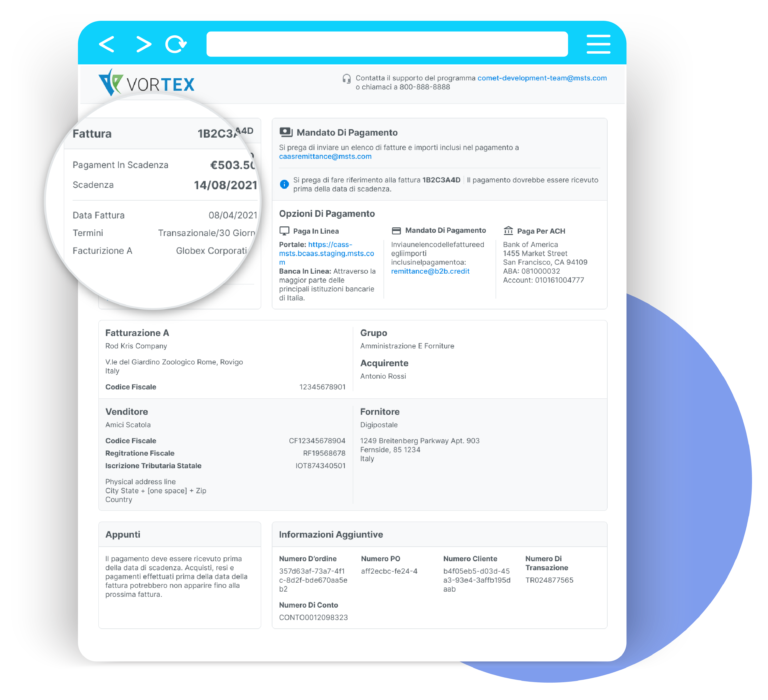 VORTEX
Contatta il supporto del programma comet-development-team@msts.com
o chiamaci a 800-888-8888
Fattura 1B2C3A4D
Pagament In Scadenza €503.50
Scadenza 14/08/2021
Data Fattura 08/04/2021
Termini Transazionale/30
Facturizione A Globex
Mandato Di Pagamento
Si prega di inviare un elenco di fatture e importi inclusi nel pagamento a
caasremittance@msts.com
Si prega di fare riferimento alla fattura 1B2C3A4D Il pagamento dovrebbe essere ricevuto
prima della data di scadenza.
Opzioni Di Pagamento
Paga In Linea
Portale: https://cass-
msts.bcaas.staging.msts.co
m
Banca In Linea: Attraverso la
maggior parte delle
principali istituzioni bancarie
di Italia.
Mandato Di Pagamento
Inviaunelencodellefattureed
egliimporti
inclusinelpagamentoa:
remittance@b2b.credit
Paga Per ACH
Bank of America
1455 Market Street
San Francisco, CA 94109
ABA: 081000032
Account: 010161004777
Fatturazione A
Rod Kris Company
V.le del Giardino Zoologico Rome, Rovigo
Italy
Codice Fiscale 12345678901
Grupo
Amministrazione E Forniture
Acquirente
Antonio Rossi
Venditore
Amici Scatola
Codice Fiscale CF12345678904
Regitratione Fiscale RF19568678
Iscrizione Tributaria Statale IOT874340501
Physical address line
City State + [one space] + Zip
Country
Fornitore
Digipostale
1249 Breitenberg Parkway Apt. 903
Fernside, 85 1234
Italy
Appunti
Il pagamento deve essere ricevuto prima
della data di scadenza. Acquisti, resi e
pagamenti effettuati prima della data della
fattura potrebbero non apparire fino alla
prossima fattura.
Informazioni Aggiuntive
Numero D'ordine
357d63af-73a7-4f1
c-8d2f-bde670aa5e
b2
Numero PO
aff2ecbc-fe24-4
Numero Cliente
b4f05eb5-d03d-45
a3-93e4-3affb195d
aab
Numero Di
Transazione
TR024877565
Numero Di Conto
CONTO0012098323